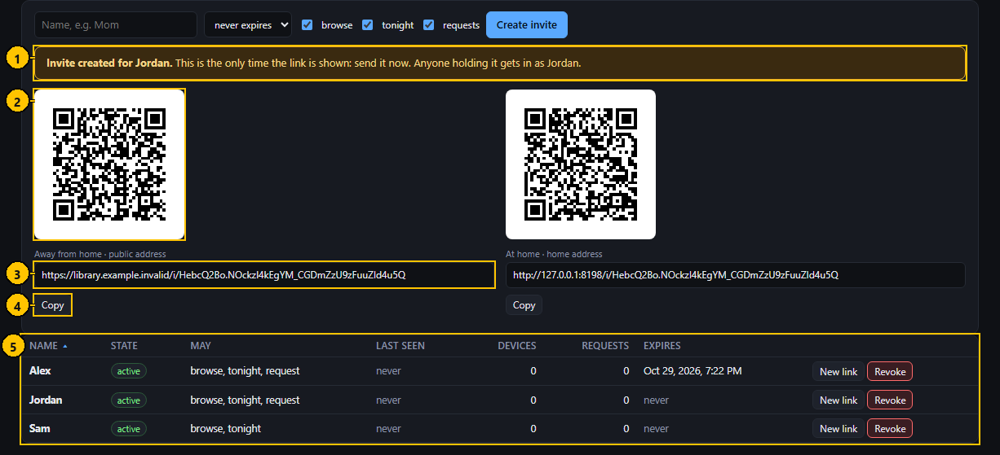 Name, e.g. Mom never expires browse tonight requests Create invite
1 Invite created for Jordan. This is the only time the link is shown: send it now. Anyone holding it gets in as Jordan.
2
Away from home · public address
At home · home address
3 https://library.example.invalid/i/HebcQ2Bo.NOckzI4kEgYM_CGDmZzU9zFuuZId4u5Q
http://127.0.0.1:8198/i/HebcQ2Bo.NOckzI4kEgYM_CGDmZzU9zFuuZId4u5Q
4 Copy
Copy
5 NAME STATE MAY LAST SEEN DEVICES REQUESTS EXPIRES
Alex active browse, tonight, request never 0 0 Oct 29, 2026, 7:22 PM New link Revoke
Jordan active browse, tonight, request never 0 0 never New link Revoke
Sam active browse, tonight never 0 0 never New link Revoke